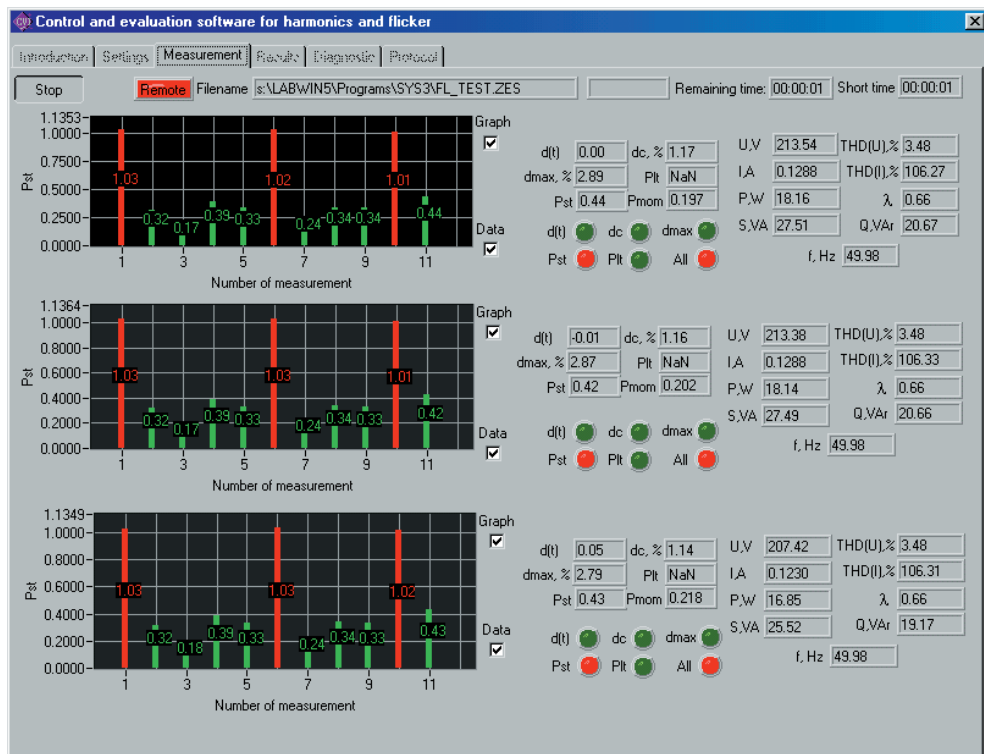 CVI Control and evaluation software for harmonics and flicker
Introduction Settings Measurement Results Diagnostic Protocol
Stop Remote Filename s:\LABWIN5\Programs\SYS3\FL_TEST.ZES Remaining time: 00:00:01 Short time 00:00:01
1.1353
1.0000
0.7500
0.5000
0.2500
0.0000
Pst
1.03 0.32 0.17 0.39 0.33 1.02 0.24 0.34 0.34 1.01 0.44
1 3 5 7 9 11
Number of measurement
Graph
Data
d(t) 0.00 dc, % 1.17
dmax, % 2.89 Plt NaN
Pst 0.44 Pmom 0.197
d(t) dc dmax
Pst Plt All
U,V 213.54 THD(U),% 3.48
I,A 0.1288 THD(I),% 106.27
P,W 18.16 λ 0.66
S,VA 27.51 Q,VAr 20.67
f, Hz 49.98
1.1364
1.0000
0.8000
0.6000
0.4000
0.2000
0.0000
Pst
1.03 0.32 0.17 0.39 0.33 1.03 0.24 0.34 0.33 1.01 0.42
1 3 5 7 9 11
Number of measurement
Graph
Data
d(t) -0.01 dc, % 1.16
dmax, % 2.87 Plt NaN
Pst 0.42 Pmom 0.202
d(t) dc dmax
Pst Plt All
U,V 213.38 THD(U),% 3.48
I,A 0.1288 THD(I),% 106.33
P,W 18.14 λ 0.66
S,VA 27.49 Q,VAr 20.66
f, Hz 49.98
1.1349
1.0000
0.8000
0.6000
0.4000
0.2000
0.0000
Pst
1.03 0.32 0.18 0.39 0.33 1.03 0.24 0.34 0.33 1.02 0.43
1 3 5 7 9 11
Number of measurement
Graph
Data
d(t) 0.05 dc, % 1.14
dmax, % 2.79 Plt NaN
Pst 0.43 Pmom 0.218
d(t) dc dmax
Pst Plt All
U,V 207.42 THD(U),% 3.48
I,A 0.1230 THD(I),% 106.31
P,W 16.85 λ 0.66
S,VA 25.52 Q,VAr 19.17
f, Hz 49.98